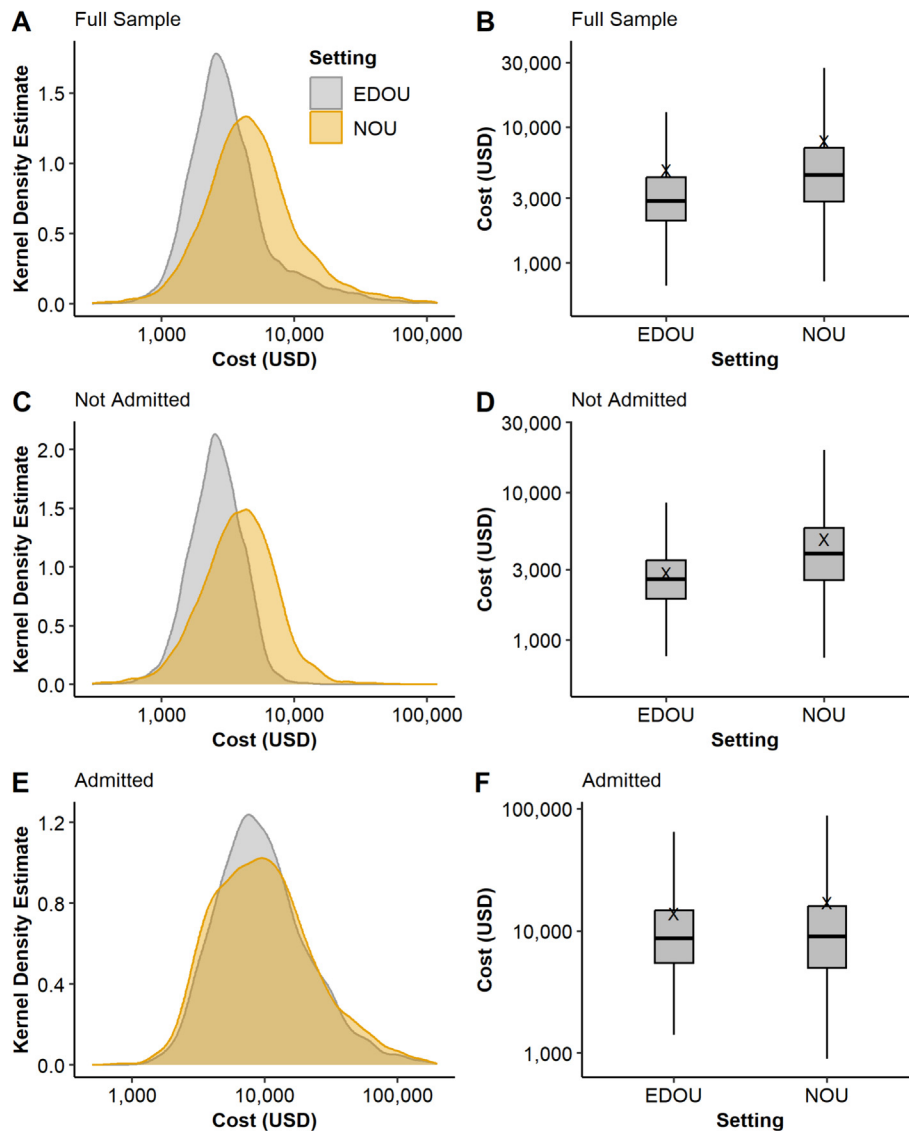 A
Full Sample
Kernel Density Estimate
1.5
1.0
0.5
0.0
Setting
EDOU
NOU
1,000
10,000
100,000
Cost (USD)
B
Full Sample
Cost (USD)
30,000
10,000
3,000
1,000
X
X
EDOU
NOU
Setting
C
Not Admitted
Kernel Density Estimate
2.0
1.5
1.0
0.5
0.0
1,000
10,000
100,000
Cost (USD)
D
Not Admitted
Cost (USD)
30,000
10,000
3,000
1,000
X
X
EDOU
NOU
Setting
E
Admitted
Kernel Density Estimate
1.2
0.8
0.4
0.0
1,000
10,000
100,000
Cost (USD)
F
Admitted
Cost (USD)
100,000
10,000
1,000
X
X
EDOU
NOU
Setting